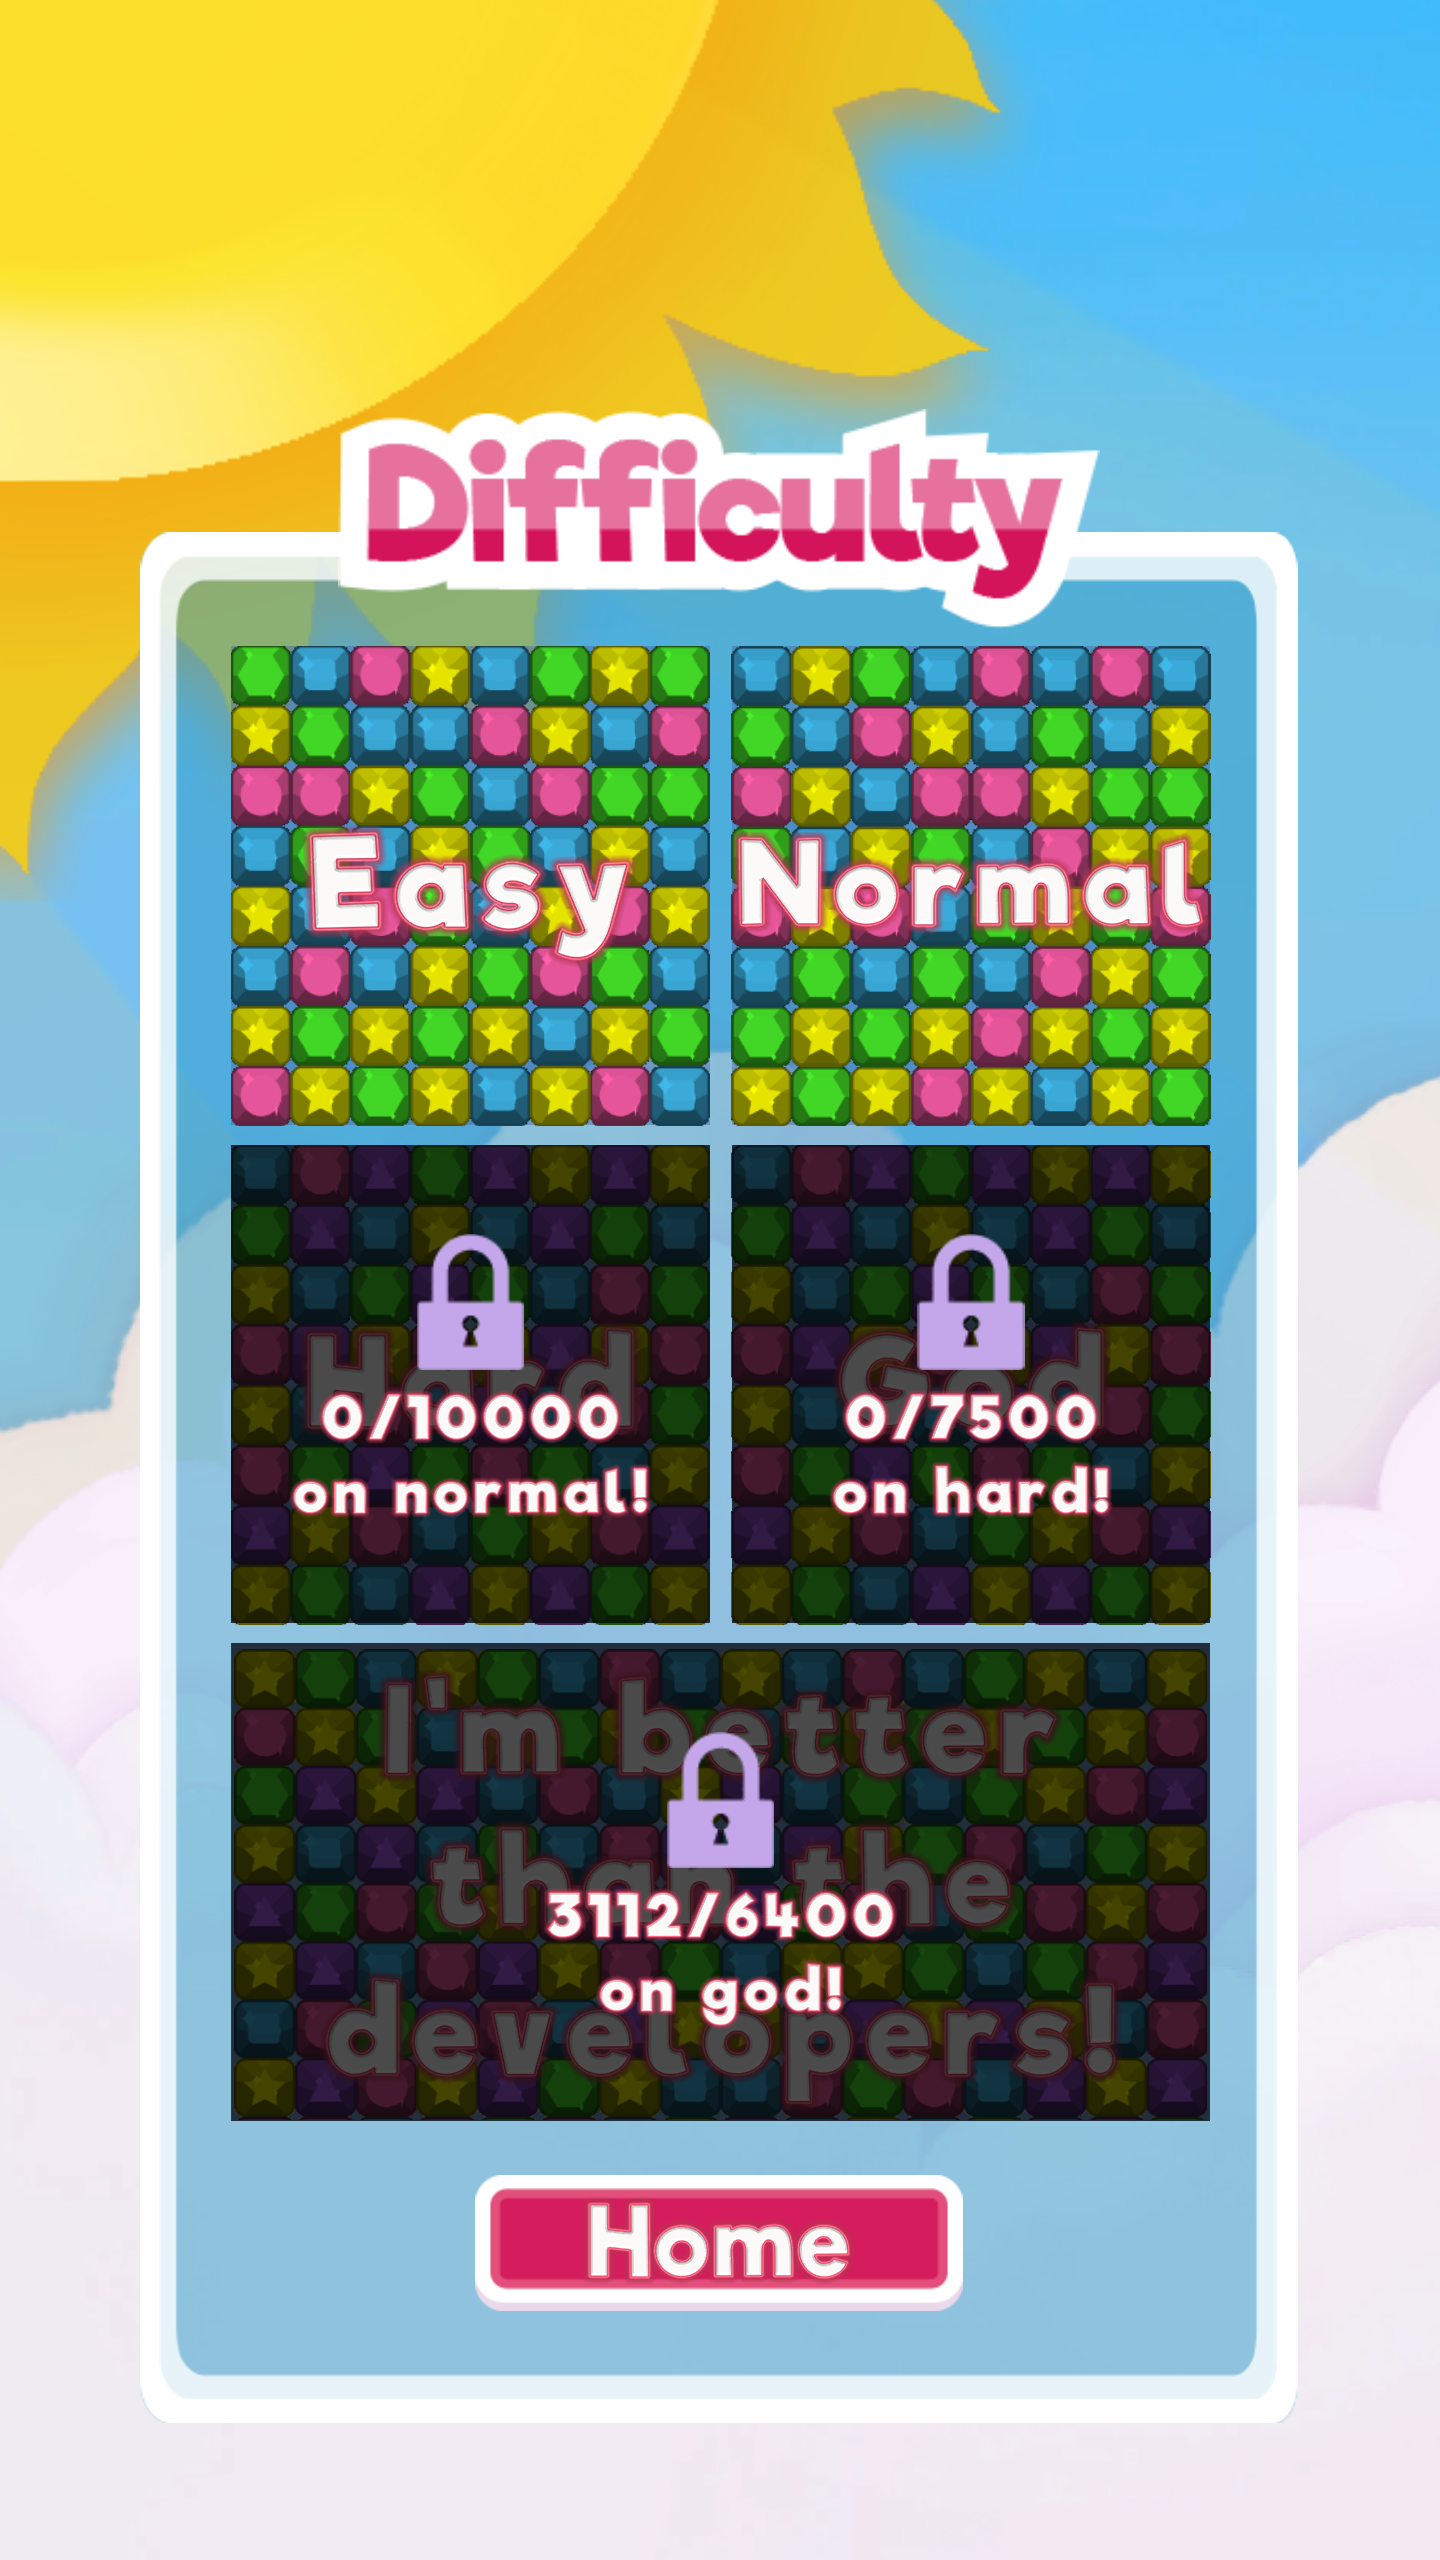 Difficulty
Easy
Normal
Hard
0/10000
on normal!
God
0/7500
on hard!
I'm better
than the
3112/6400
on god!
developers!
Home